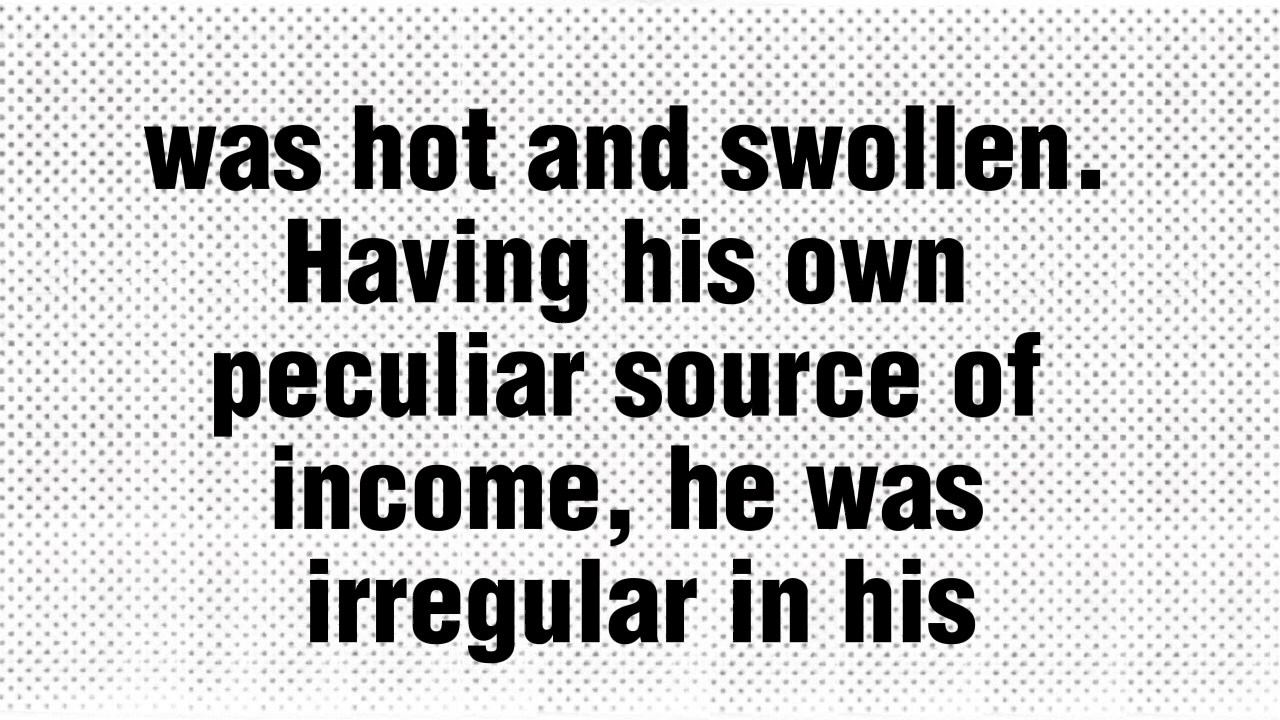 was hot and swollen.
Having his own
peculiar source of
income, he was
irregular in his